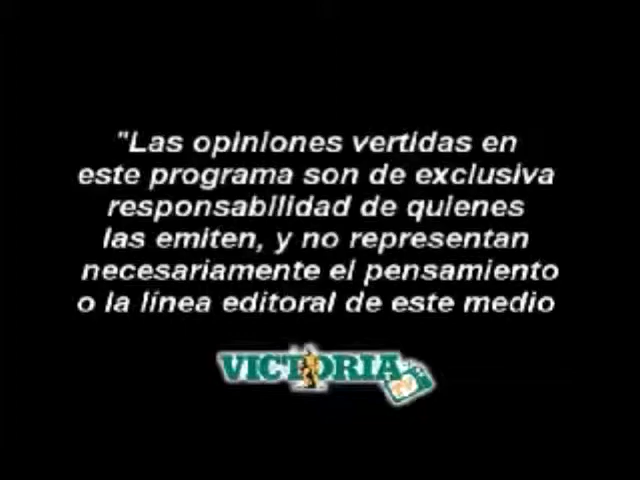 "Las opiniones vertidas en
este programa son de exclusiva
responsabilidad de quienes
las emiten, y no representan
necesariamente el pensamiento
o la línea editoral de este medio
VICTORIA
TV